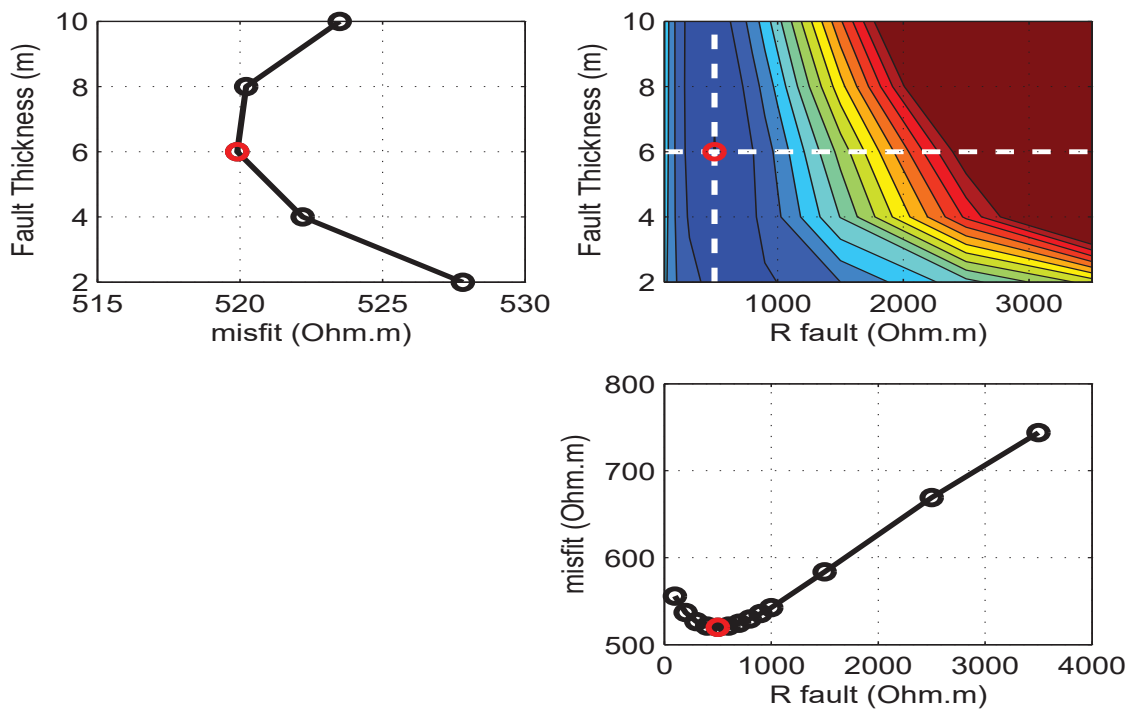 10
8
6
4
2
Fault Thickness (m)
515 520 525 530
misfit (Ohm.m)
10
8
6
4
2
Fault Thickness (m)
1000 2000 3000
R fault (Ohm.m)
800
700
600
500
misfit (Ohm.m)
0 1000 2000 3000 4000
R fault (Ohm.m)